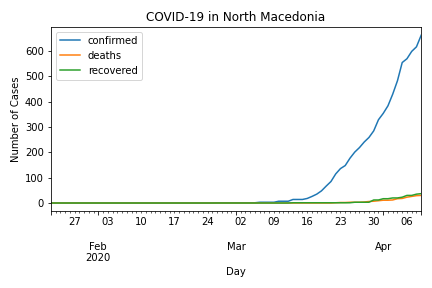 COVID-19 in North Macedonia
confirmed
deaths
recovered
Number of Cases
600
500
400
300
200
100
0
27 03 10 17 24 02 09 16 23 30 06
Feb Mar Apr
2020
Day